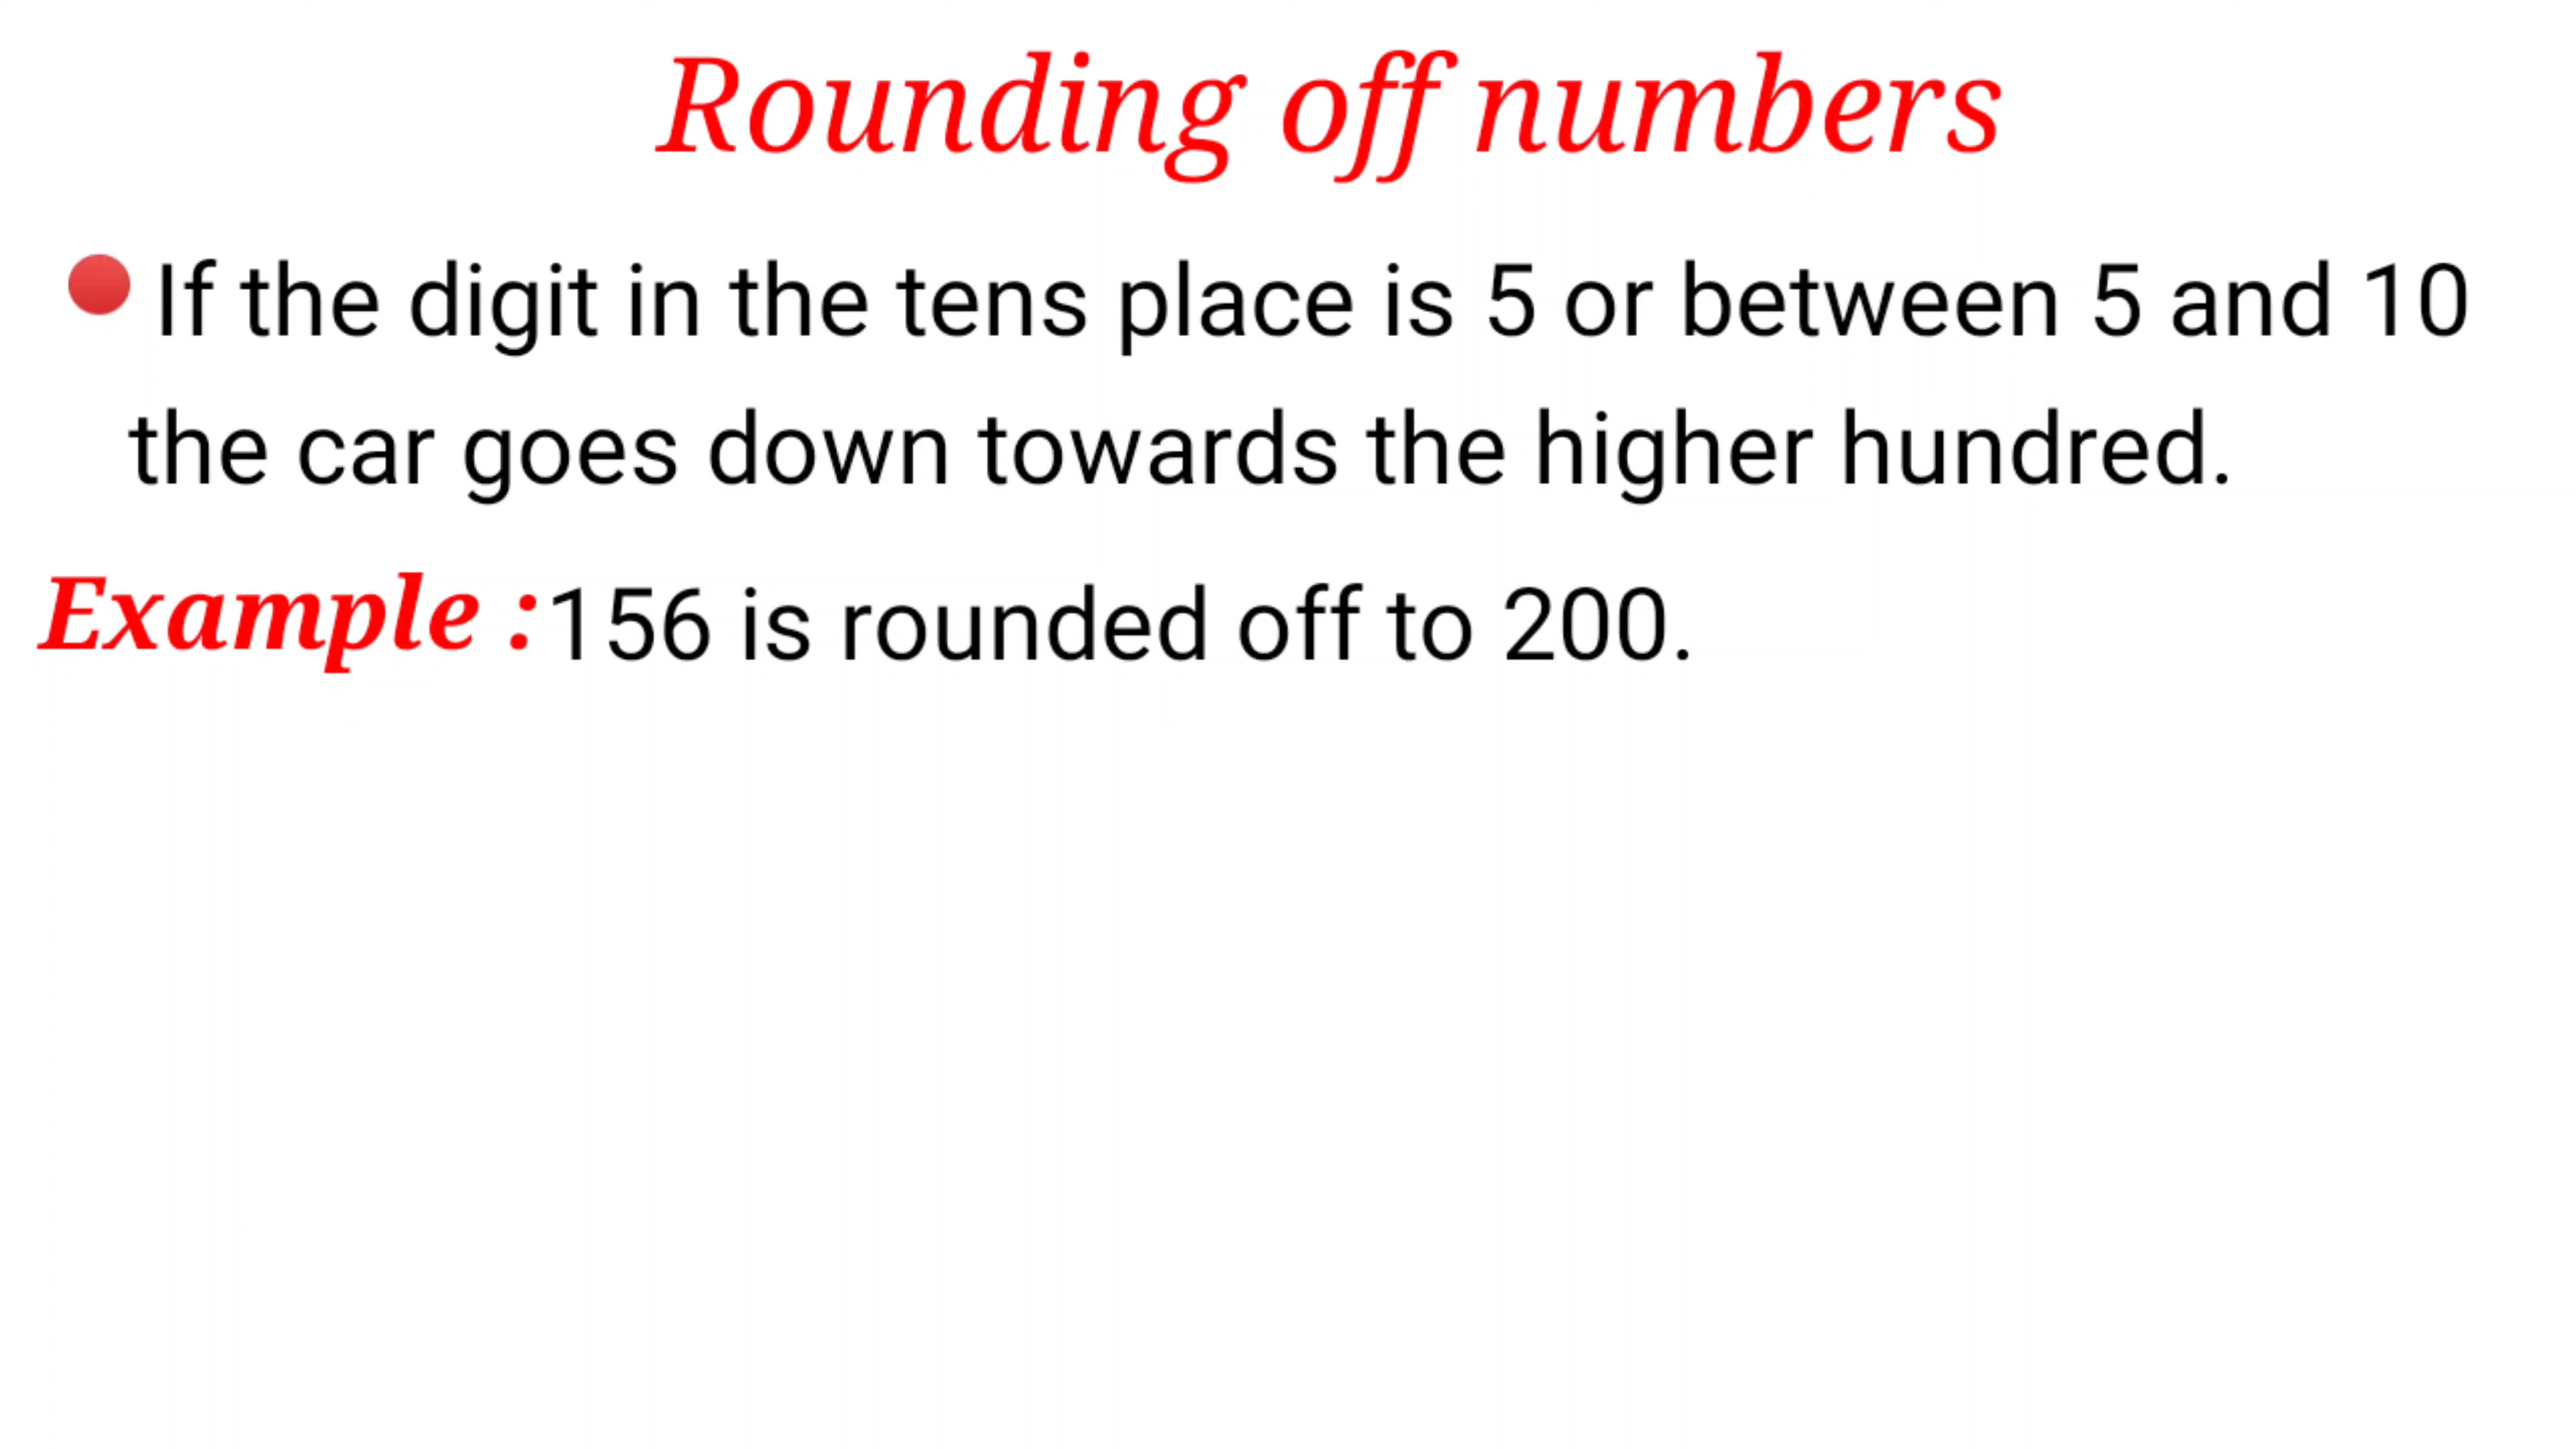 Rounding off numbers
If the digit in the tens place is 5 or between 5 and 10
the car goes down towards the higher hundred.
Example :156 is rounded off to 200.